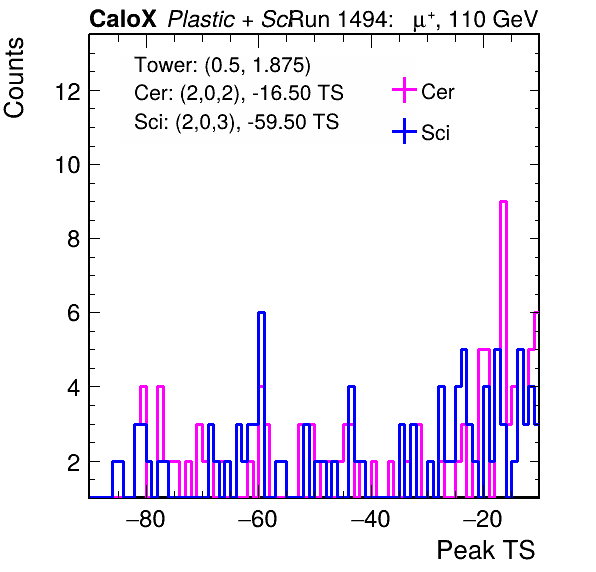 CaloX Plastic + SciRun 1494: μ+, 110 GeV
Counts
Tower: (0.5, 1.875)
Cer: (2,0,2), -16.50 TS
Sci: (2,0,3), -59.50 TS
Cer
Sci
12
10
8
6
4
2
−80 −60 −40 −20
Peak TS